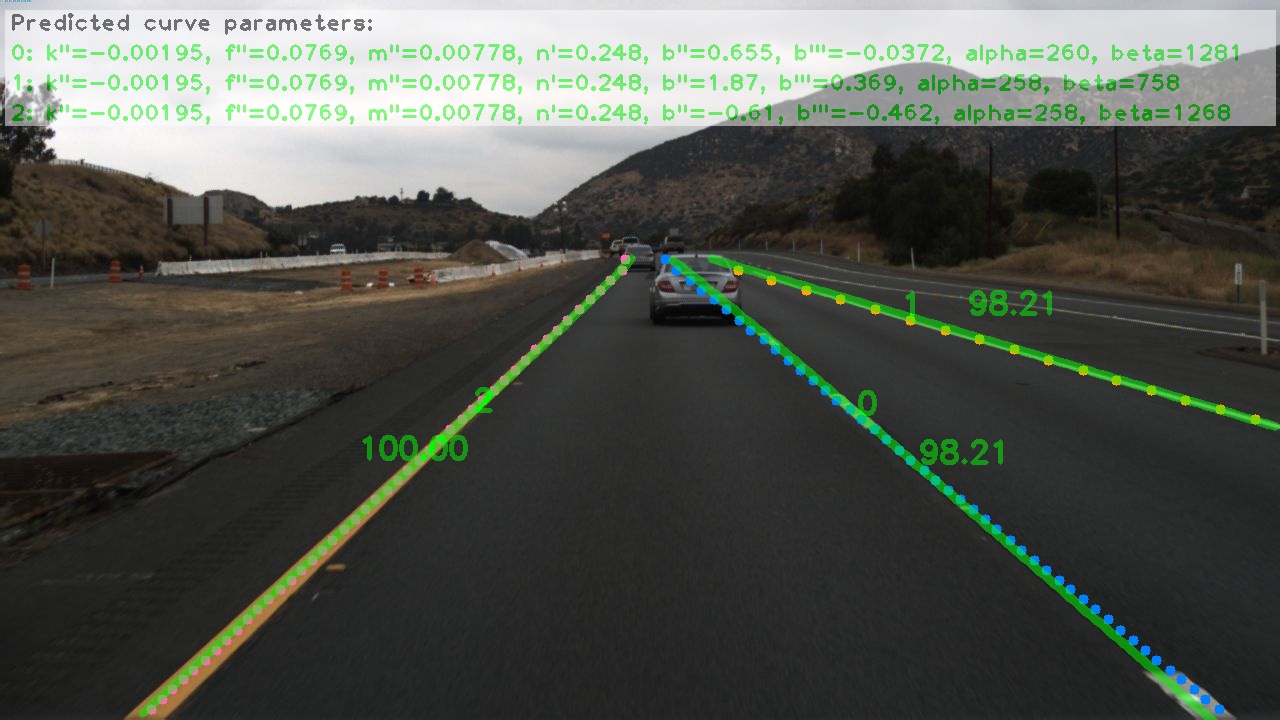 Predicted curve parameters:
0: k''=-0.00195, f''=0.0769, m''=0.00778, n'=0.248, b''=0.655, b'''=-0.0372, alpha=260, beta=1281
1: k''=-0.00195, f''=0.0769, m''=0.00778, n'=0.248, b''=1.87, b'''=0.369, alpha=258, beta=758
2: k''=-0.00195, f''=0.0769, m''=0.00778, n'=0.248, b''=-0.61, b'''=-0.462, alpha=258, beta=1268
1 98.21
2
0
100.00
98.21